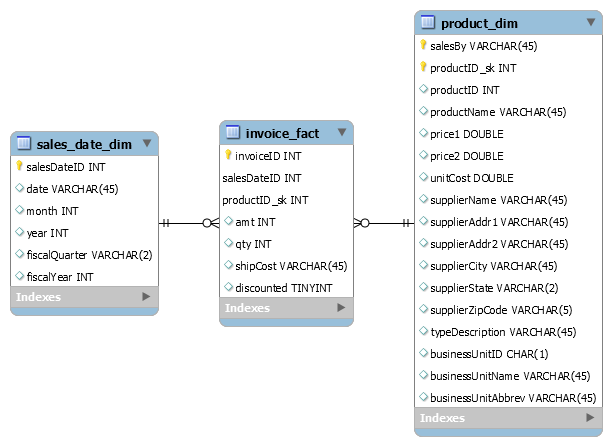 sales_date_dim
salesDateID INT
date VARCHAR(45)
month INT
year INT
fiscalQuarter VARCHAR(2)
fiscalYear INT
Indexes
invoice_fact
invoiceID INT
salesDateID INT
productID_sk INT
amt INT
qty INT
shipCost VARCHAR(45)
discounted TINYINT
Indexes
product_dim
salesBy VARCHAR(45)
productID_sk INT
productID INT
productName VARCHAR(45)
price1 DOUBLE
price2 DOUBLE
unitCost DOUBLE
supplierName VARCHAR(45)
supplierAddr1 VARCHAR(45)
supplierAddr2 VARCHAR(45)
supplierCity VARCHAR(45)
supplierState VARCHAR(2)
supplierZipCode VARCHAR(5)
typeDescription VARCHAR(45)
businessUnitID CHAR(1)
businessUnitName VARCHAR(45)
businessUnitAbbrev VARCHAR(45)
Indexes